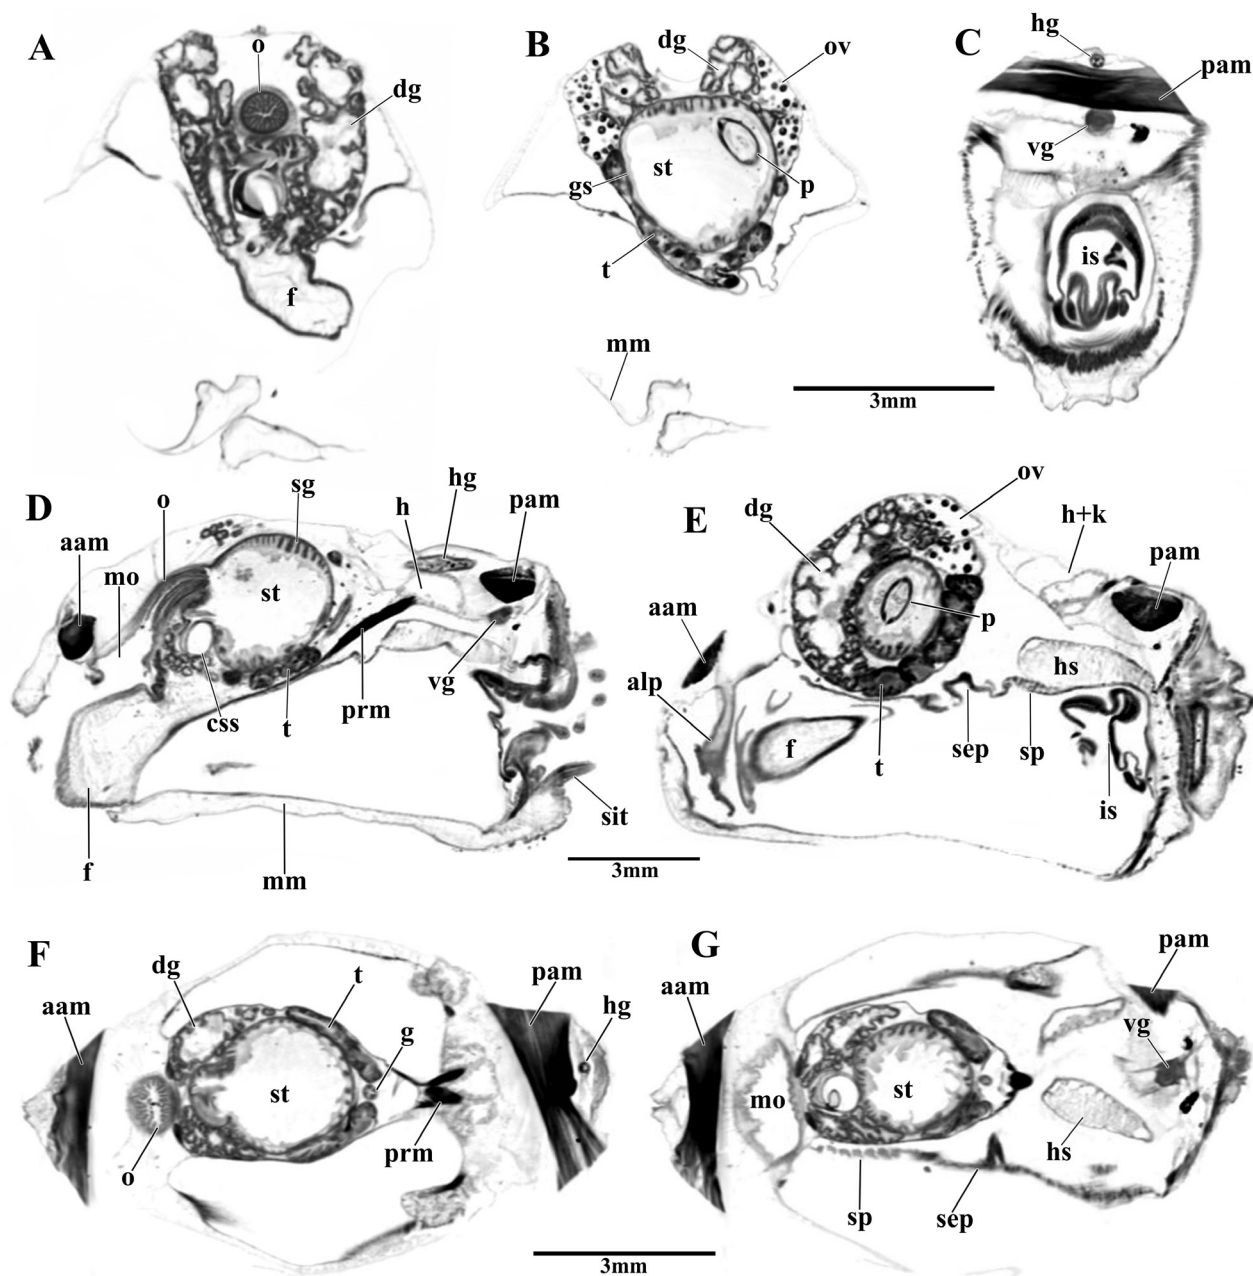 A
o
dg
f
B
dg
ov
st
gs
p
t
mm
C
hg
pam
vg
is
3mm
D
o
sg
h
hg
pam
aam
mo
st
css
t
prm
vg
sit
f
mm
3mm
E
ov
dg
h+k
pam
aam
p
alp
hs
f
t
sep
sp
is
F
dg
t
pam
aam
hg
g
st
o
prm
3mm
G
pam
aam
vg
mo
st
hs
sp
sep